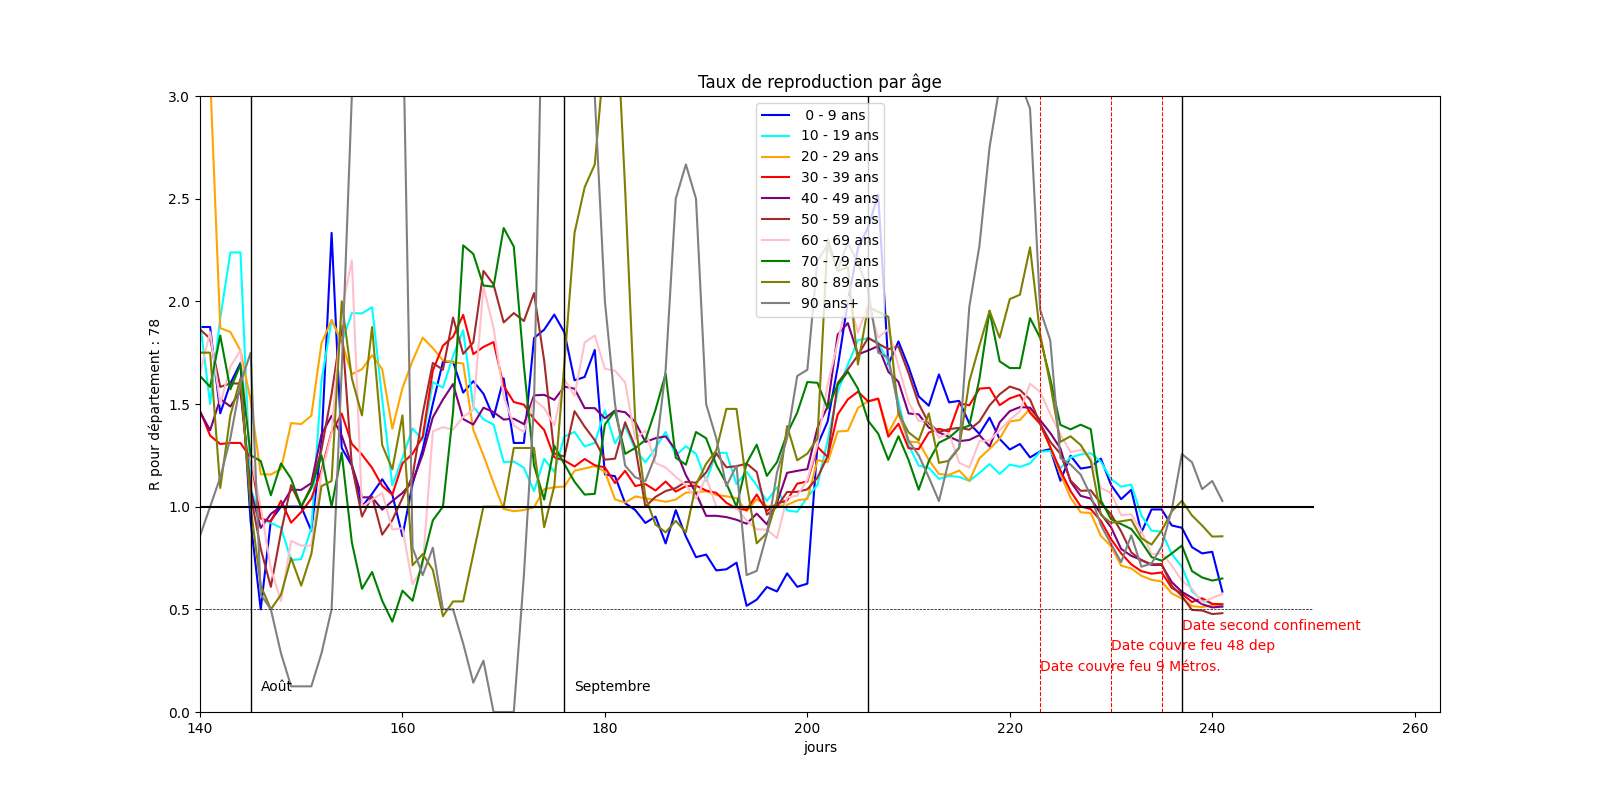 Taux de reproduction par âge
3.0
2.5
2.0
1.5
1.0
0.5
0.0
R pour département : 78
0 - 9 ans
10 - 19 ans
20 - 29 ans
30 - 39 ans
40 - 49 ans
50 - 59 ans
60 - 69 ans
70 - 79 ans
80 - 89 ans
90 ans+
Date second confinement
Date couvre feu 48 dep
Date couvre feu 9 Métros.
Août
Septembre
140
160
180
200
220
240
260
jours